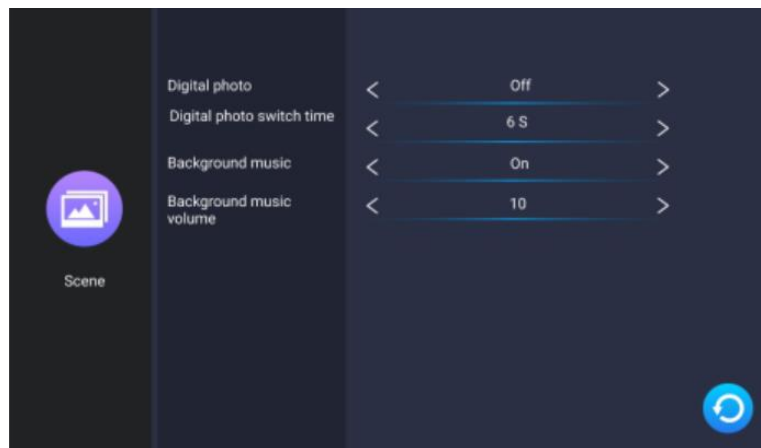 Digital photo
Off
Digital photo switch time
6 S
Background music
On
Background music
volume
10
Scene